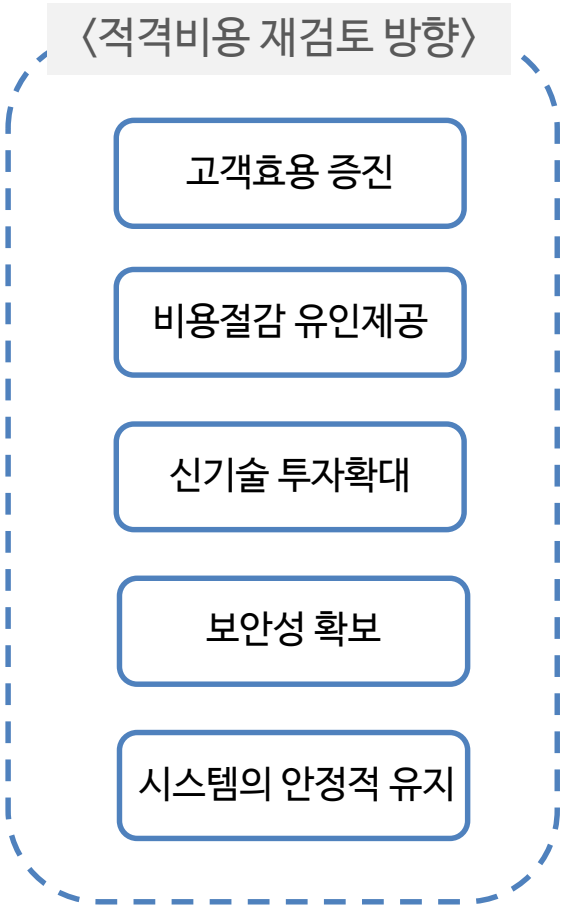 〈적격비용 재검토 방향〉
고객효용 증진
비용절감 유인제공
신기술 투자확대
보안성 확보
시스템의 안정적 유지